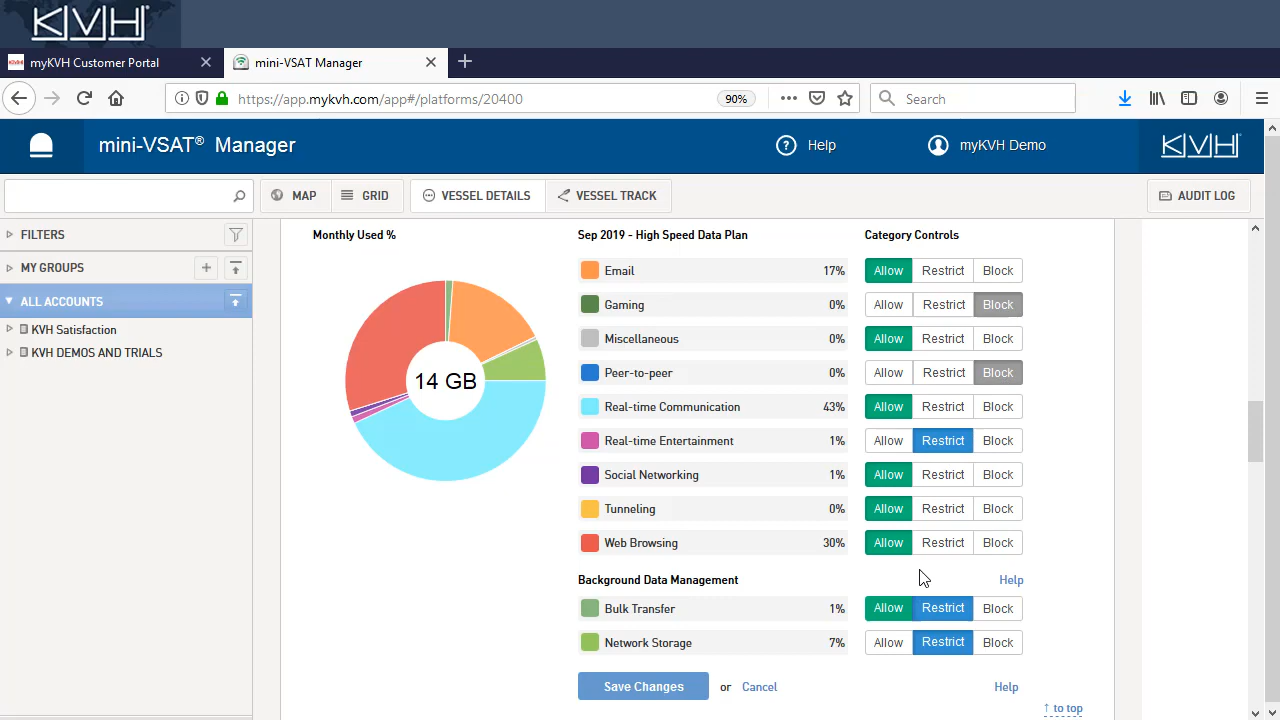 KVH
myKVH Customer Portal
mini-VSAT Manager
https://app.mykvh.com/app#/platforms/20400
90%
Search
mini-VSAT® Manager
Help
myKVH Demo
KVH
MAP
GRID
VESSEL DETAILS
VESSEL TRACK
AUDIT LOG
FILTERS
MY GROUPS
ALL ACCOUNTS
KVH Satisfaction
KVH DEMOS AND TRIALS
Monthly Used %
14 GB
Sep 2019 - High Speed Data Plan
Category Controls
Email 17% Allow Restrict Block
Gaming 0% Allow Restrict Block
Miscellaneous 0% Allow Restrict Block
Peer-to-peer 0% Allow Restrict Block
Real-time Communication 43% Allow Restrict Block
Real-time Entertainment 1% Allow Restrict Block
Social Networking 1% Allow Restrict Block
Tunneling 0% Allow Restrict Block
Web Browsing 30% Allow Restrict Block
Background Data Management Help
Bulk Transfer 1% Allow Restrict Block
Network Storage 7% Allow Restrict Block
Save Changes or Cancel Help
↑ to top